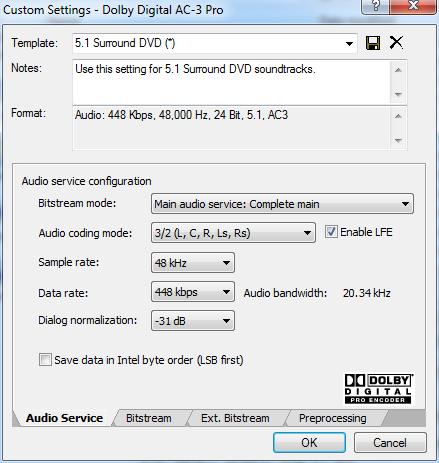 Custom Settings - Dolby Digital AC-3 Pro
Template: 5.1 Surround DVD (*)
Notes: Use this setting for 5.1 Surround DVD soundtracks.
Format: Audio: 448 Kbps, 48,000 Hz, 24 Bit, 5.1, AC3
Audio service configuration
Bitstream mode: Main audio service: Complete main
Audio coding mode: 3/2 (L, C, R, Ls, Rs) Enable LFE
Sample rate: 48 kHz
Data rate: 448 kbps Audio bandwidth: 20.34 kHz
Dialog normalization: -31 dB
Save data in Intel byte order (LSB first)
DOLBY
DIGITAL
PRO ENCODER
Audio Service Bitstream Ext. Bitstream Preprocessing
OK Cancel